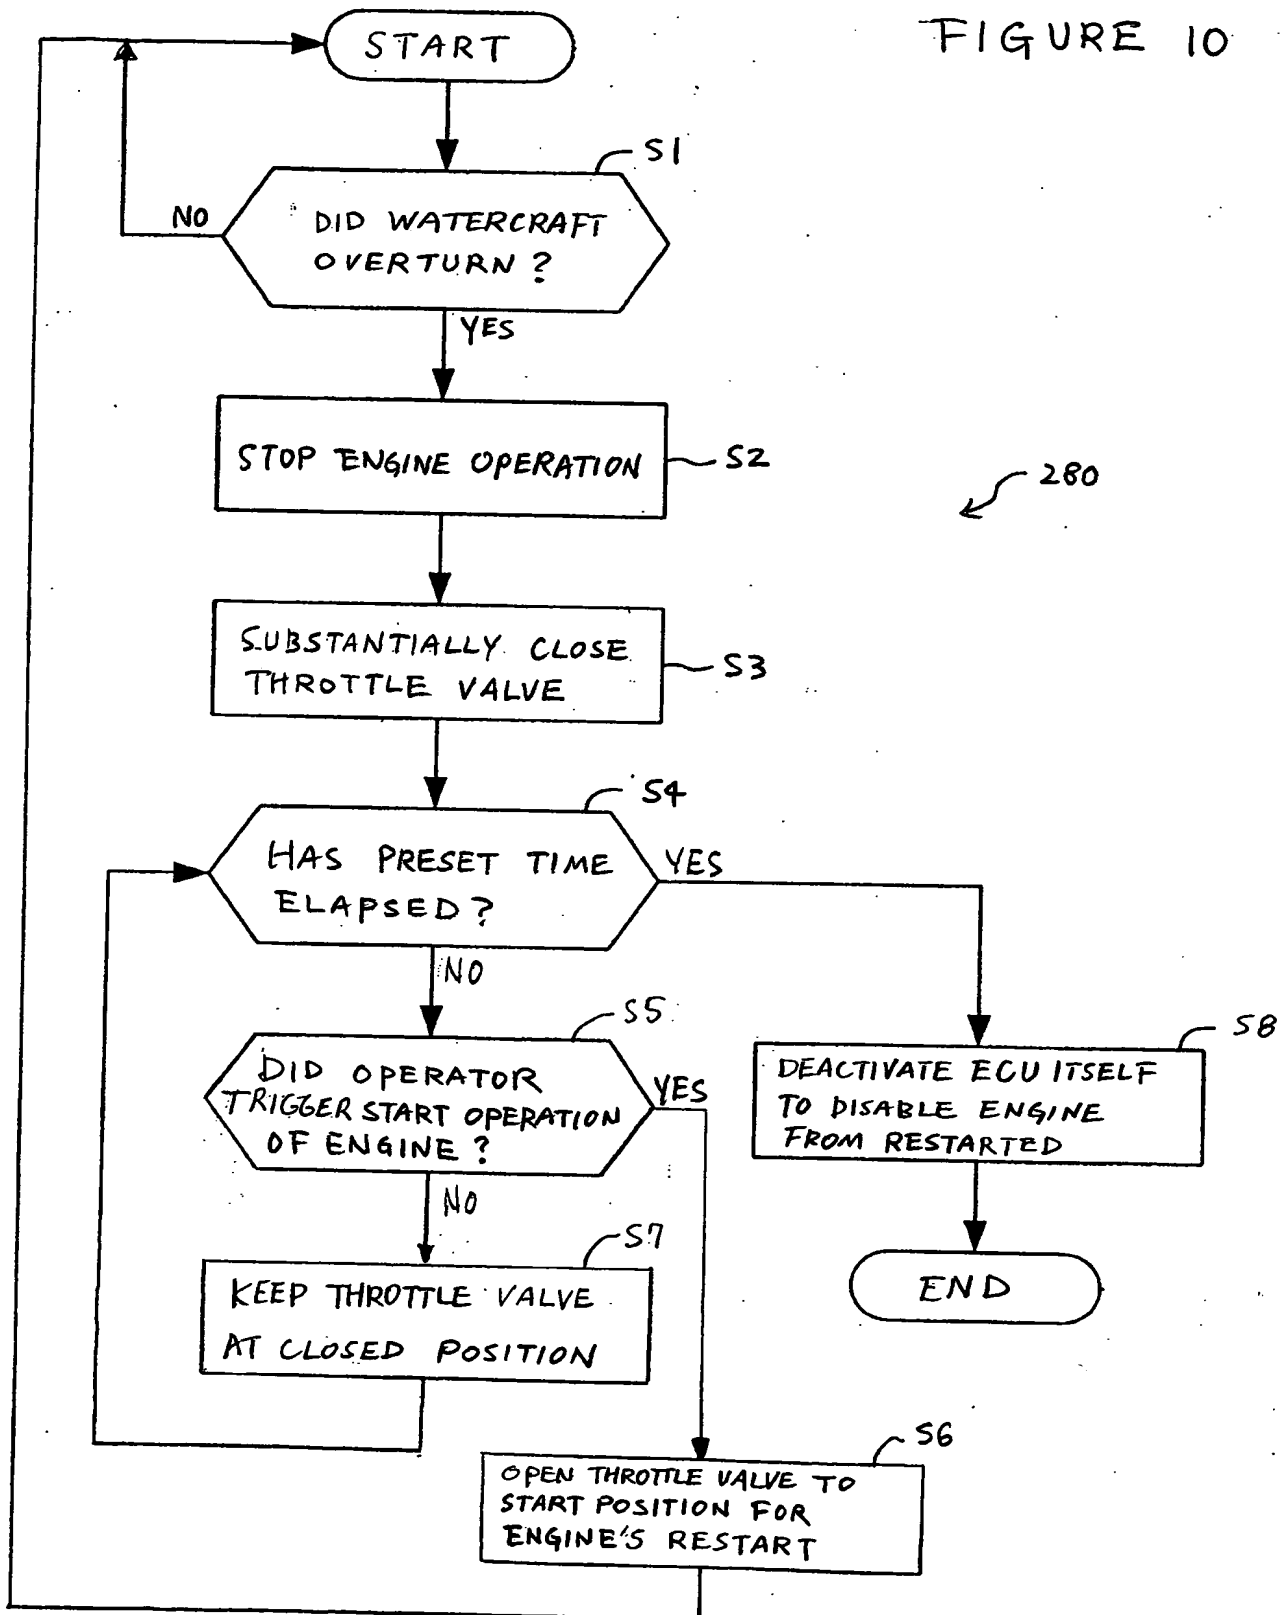 FIGURE 10
START
S1
NO
DID WATERCRAFT
OVERTURN?
YES
STOP ENGINE OPERATION
S2
280
SUBSTANTIALLY CLOSE
THROTTLE VALVE
S3
S4
HAS PRESET TIME
ELAPSED?
YES
NO
S5
S8
DID OPERATOR
TRIGGER START OPERATION
OF ENGINE?
YES
DEACTIVATE ECU ITSELF
TO DISABLE ENGINE
FROM RESTARTED
NO
S7
KEEP THROTTLE VALVE
AT CLOSED POSITION
END
S6
OPEN THROTTLE VALVE TO
START POSITION FOR
ENGINE'S RESTART